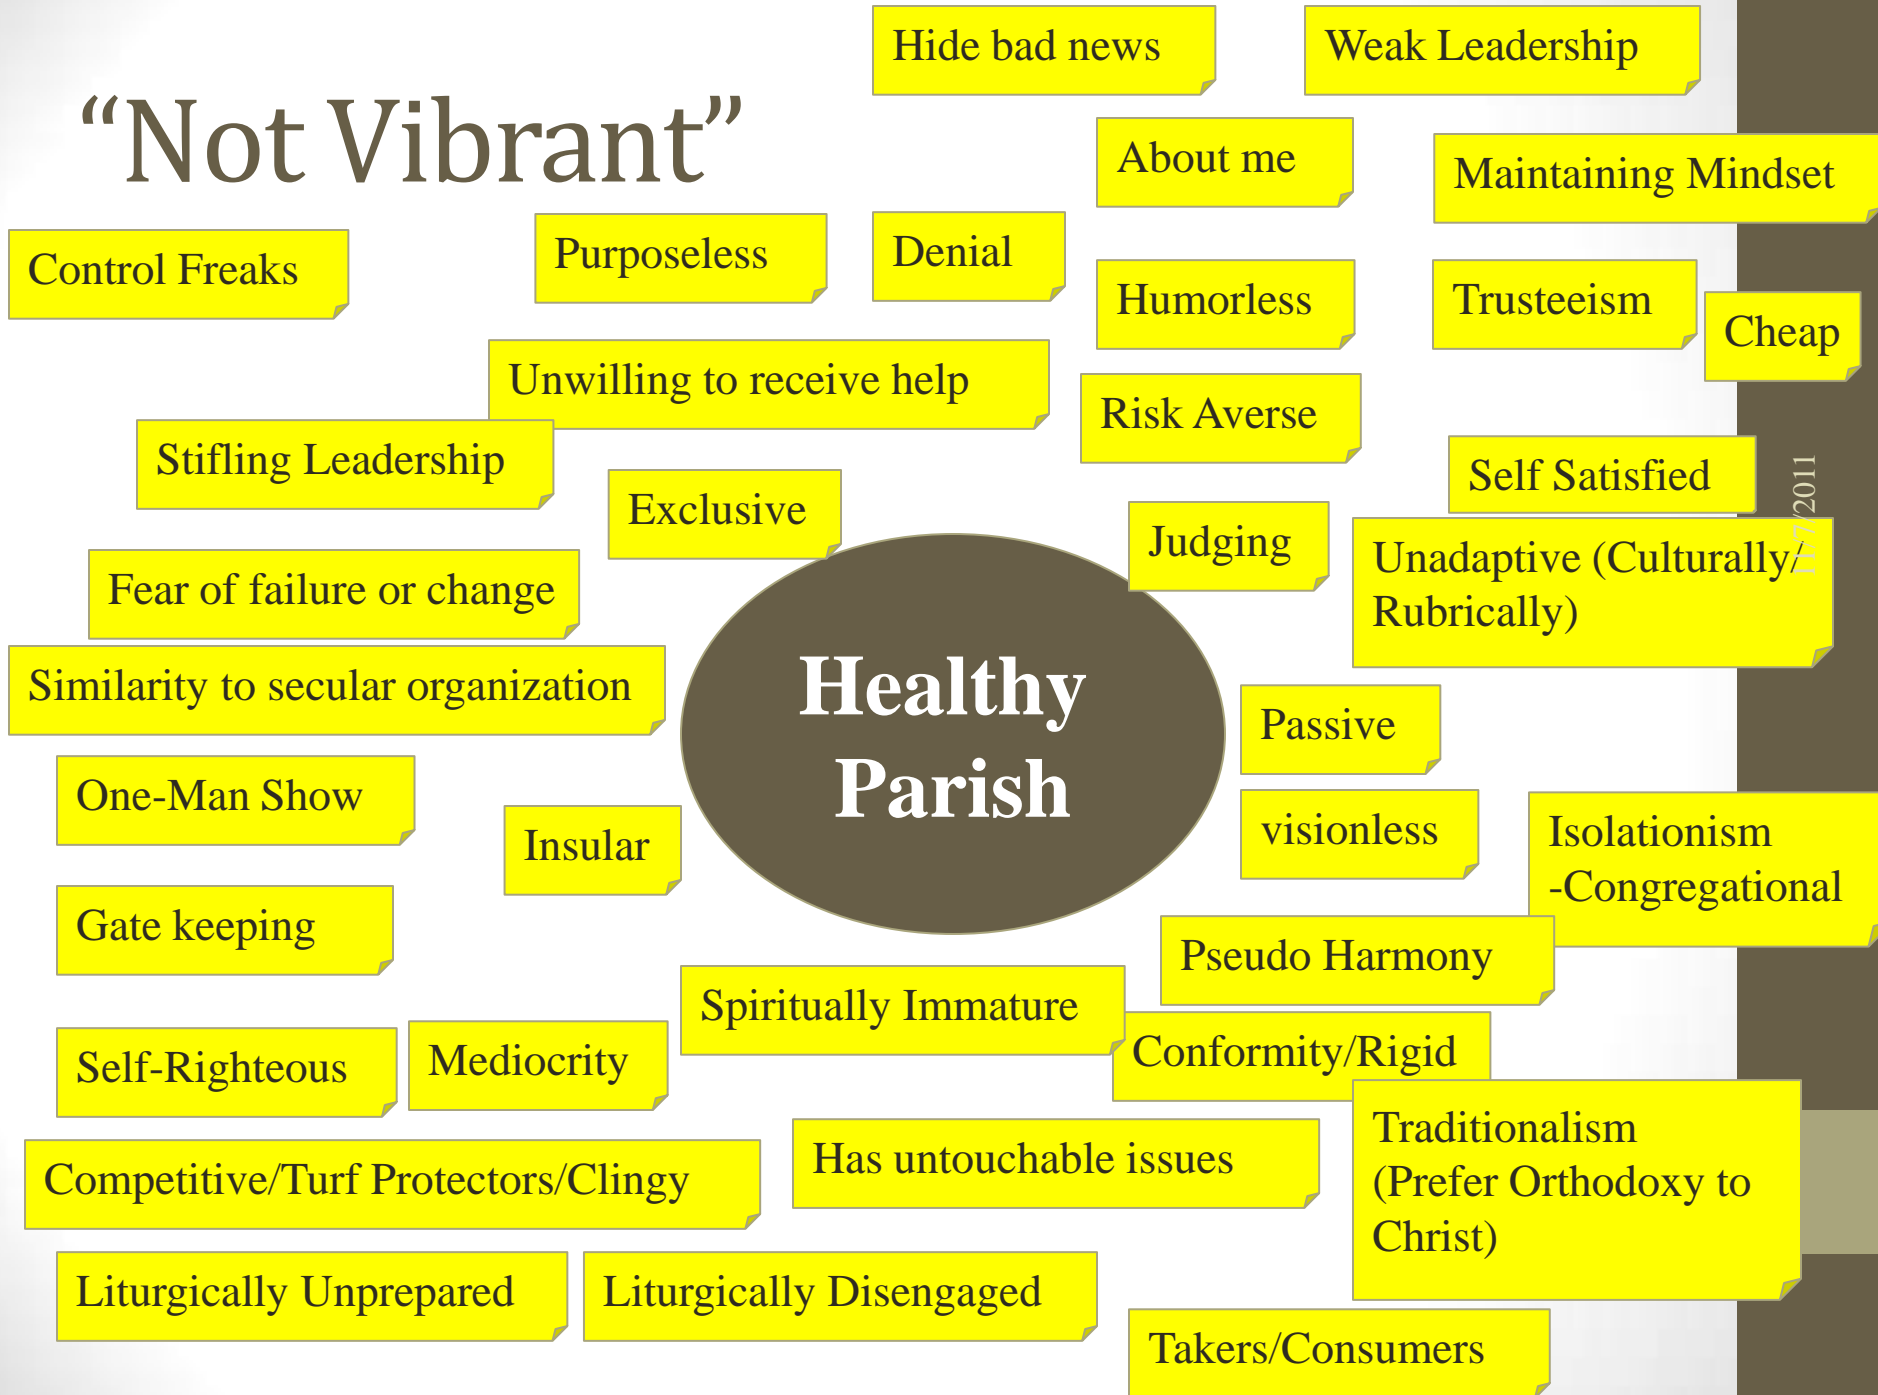 Hide bad news
Weak Leadership
“Not Vibrant”
About me
Maintaining Mindset
Control Freaks
Purposeless
Denial
Humorless
Trusteeism
Cheap
Unwilling to receive help
Risk Averse
Stifling Leadership
Self Satisfied
Exclusive
Judging
11/7/2011
Unadaptive (Culturally/
Rubrically)
Fear of failure or change
Similarity to secular organization
Healthy
Parish
Passive
One-Man Show
Insular
visionless
Isolationism
-Congregational
Gate keeping
Pseudo Harmony
Spiritually Immature
Conformity/Rigid
Self-Righteous
Mediocrity
Traditionalism
(Prefer Orthodoxy to
Christ)
Competitive/Turf Protectors/Clingy
Has untouchable issues
Liturgically Unprepared
Liturgically Disengaged
Takers/Consumers